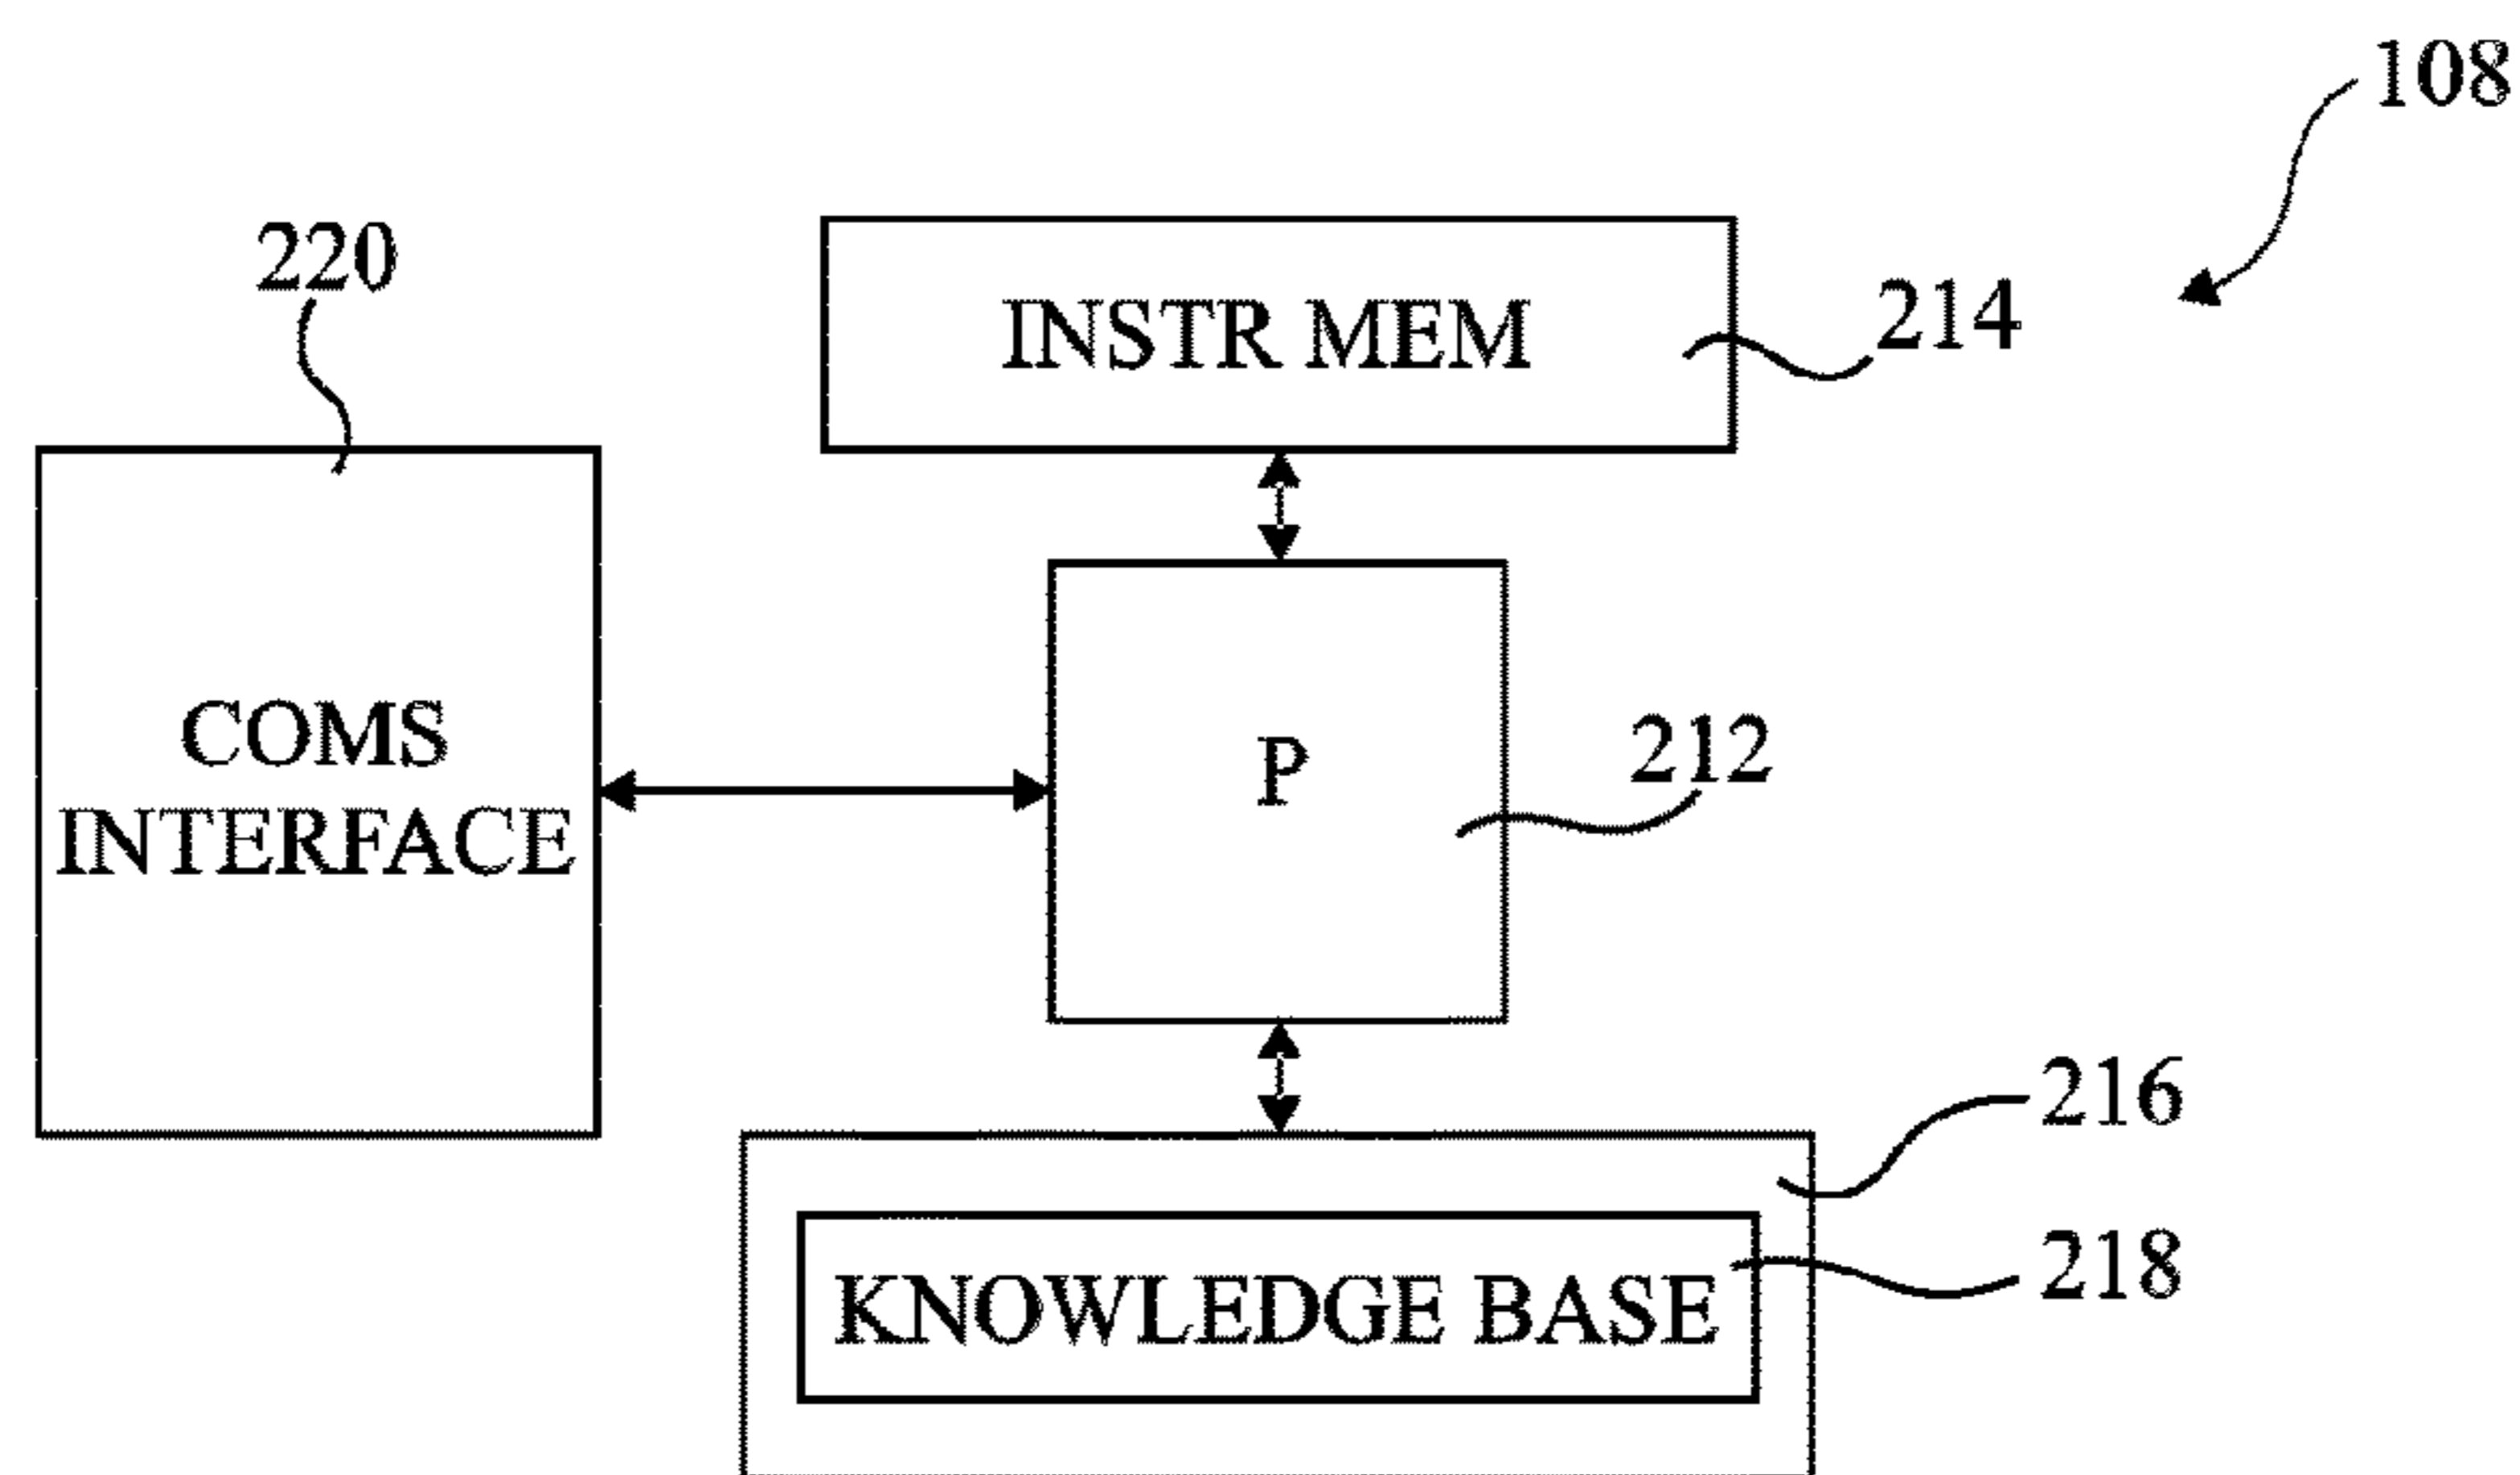 108
220
INSTR MEM
214
COMS
INTERFACE
P
212
216
KNOWLEDGE BASE
218